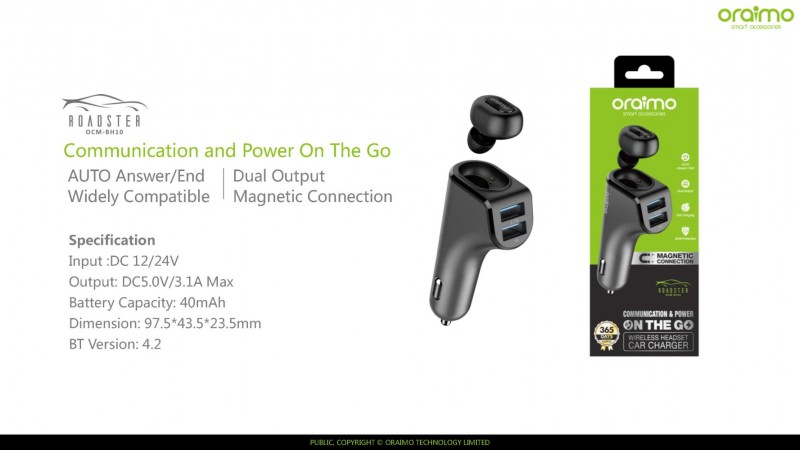 oraimo
smart accessories
ROADSTER
OCM-BH10
Communication and Power On The Go
AUTO Answer/End
Widely Compatible
Dual Output
Magnetic Connection
Specification
Input :DC 12/24V
Output: DC5.0V/3.1A Max
Battery Capacity: 40mAh
Dimension: 97.5*43.5*23.5mm
BT Version: 4.2
oraimo
smart accessories
Dual Output
MAGNETIC
CONNECTION
ROADSTER
COMMUNICATION & POWER
ON THE GO
WIRELESS HEADSET
CAR CHARGER
365
DAYS
PUBLIC, COPYRIGHT © ORAIMO TECHNOLOGY LIMITED